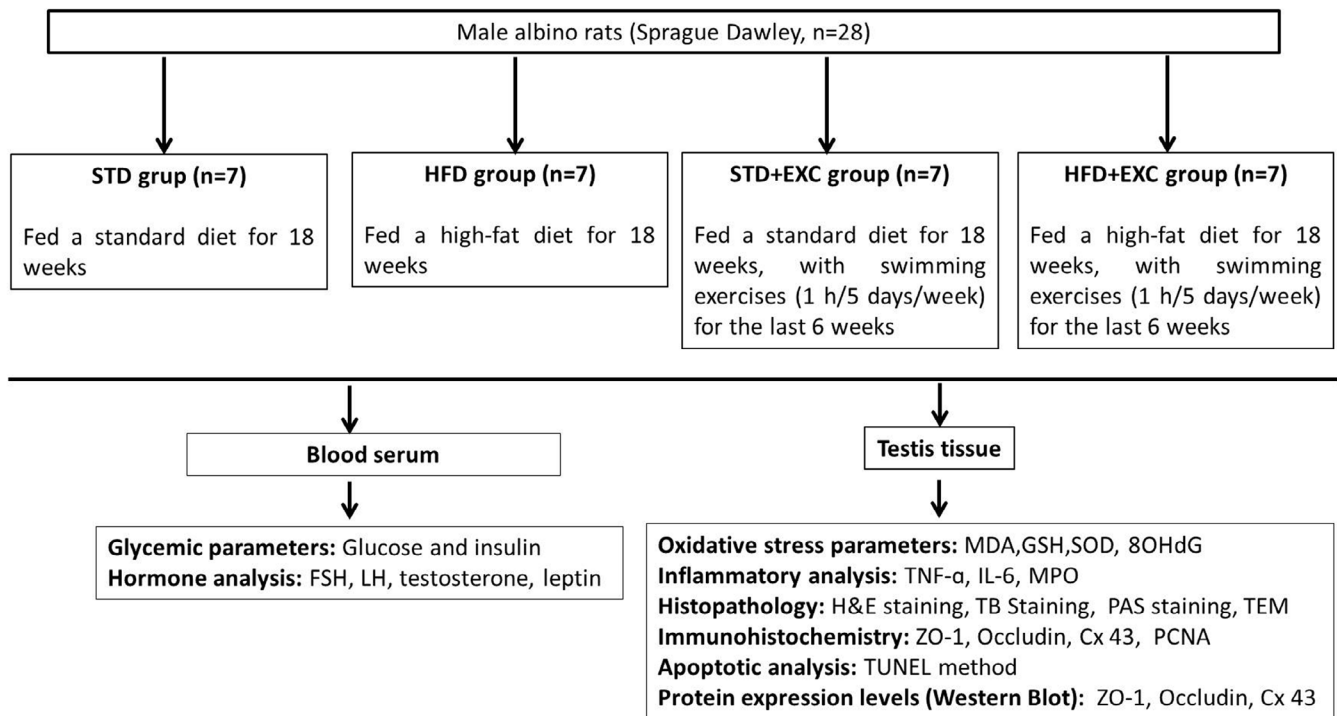 Male albino rats (Sprague Dawley, n=28)
STD grup (n=7)
Fed a standard diet for 18
weeks
HFD group (n=7)
Fed a high-fat diet for 18
weeks
STD+EXC group (n=7)
Fed a standard diet for 18
weeks, with swimming
exercises (1 h/5 days/week)
for the last 6 weeks
HFD+EXC group (n=7)
Fed a high-fat diet for 18
weeks, with swimming
exercises (1 h/5 days/week)
for the last 6 weeks
Blood serum
Glycemic parameters: Glucose and insulin
Hormone analysis: FSH, LH, testosterone, leptin
Testis tissue
Oxidative stress parameters: MDA,GSH,SOD, 8OHdG
Inflammatory analysis: TNF-α, IL-6, MPO
Histopathology: H&E staining, TB Staining, PAS staining, TEM
Immunohistochemistry: ZO-1, Occludin, Cx 43, PCNA
Apoptotic analysis: TUNEL method
Protein expression levels (Western Blot): ZO-1, Occludin, Cx 43